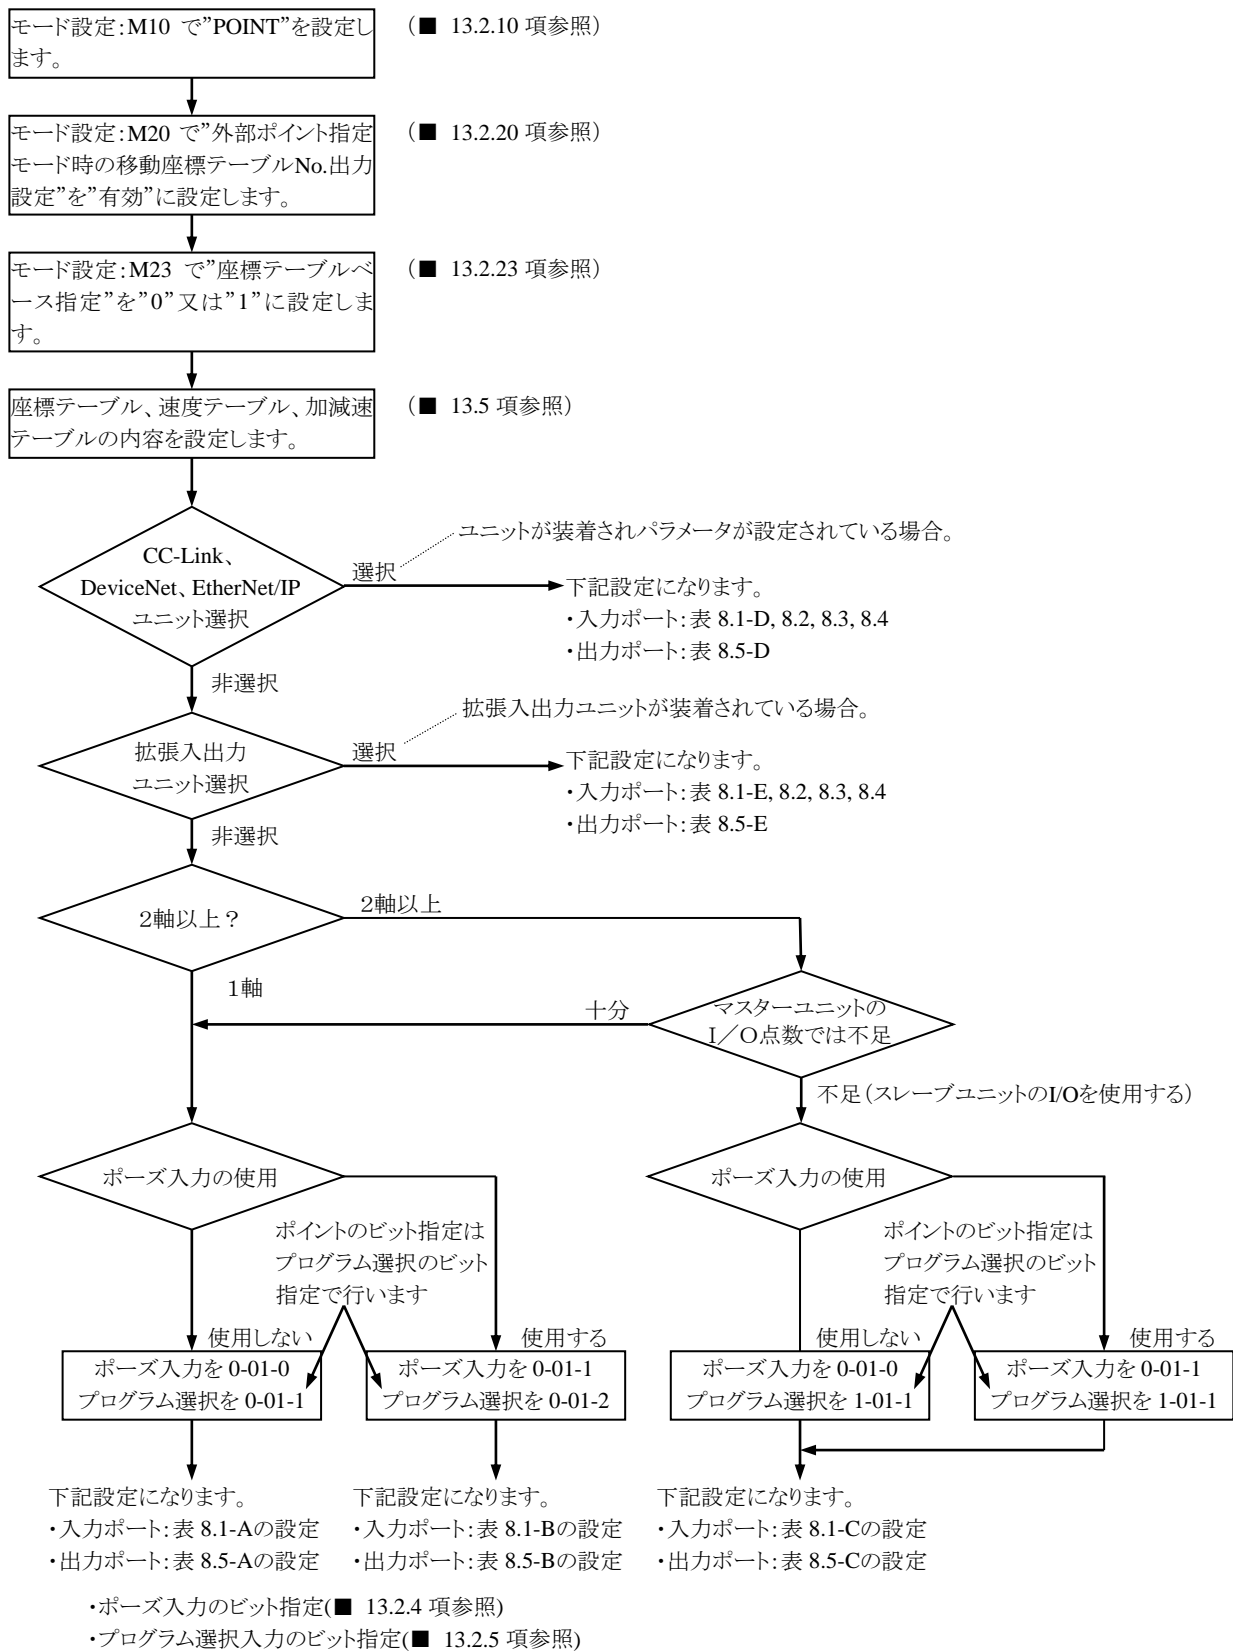 モード設定:M10 で”POINT”を設定し
ます。
（■ 13.2.10 項参照）
モード設定:M20 で”外部ポイント指定
モード時の移動座標テーブルNo.出力
設定”を”有効”に設定します。
（■ 13.2.20 項参照）
モード設定:M23 で”座標テーブルベ
ース指定”を”0”又は”1”に設定しま
す。
（■ 13.2.23 項参照）
座標テーブル、速度テーブル、加減速
テーブルの内容を設定します。
（■ 13.5 項参照）
ユニットが装着されパラメータが設定されている場合。
CC-Link、
DeviceNet、EtherNet/IP
ユニット選択
選択
下記設定になります。
・入力ポート：表 8.1-D, 8.2, 8.3, 8.4
・出力ポート：表 8.5-D
非選択
拡張入出力ユニットが装着されている場合。
拡張入出力
ユニット選択
選択
下記設定になります。
・入力ポート：表 8.1-E, 8.2, 8.3, 8.4
・出力ポート：表 8.5-E
非選択
2軸以上？
2軸以上
1軸
十分
マスターユニットの
I／O点数では不足
不足（スレーブユニットのI/Oを使用する）
ポーズ入力の使用
ポーズ入力の使用
ポイントのビット指定は
プログラム選択のビット
指定で行います
ポイントのビット指定は
プログラム選択のビット
指定で行います
使用しない
使用する
使用しない
使用する
ポーズ入力を 0-01-0
プログラム選択を 0-01-1
ポーズ入力を 0-01-1
プログラム選択を 0-01-2
ポーズ入力を 0-01-0
プログラム選択を 1-01-1
ポーズ入力を 0-01-1
プログラム選択を 1-01-1
下記設定になります。
・入力ポート：表 8.1-Aの設定
・出力ポート：表 8.5-Aの設定
下記設定になります。
・入力ポート：表 8.1-Bの設定
・出力ポート：表 8.5-Bの設定
下記設定になります。
・入力ポート：表 8.1-Cの設定
・出力ポート：表 8.5-Cの設定
・ポーズ入力のビット指定(■ 13.2.4 項参照)
・プログラム選択入力のビット指定(■ 13.2.5 項参照)